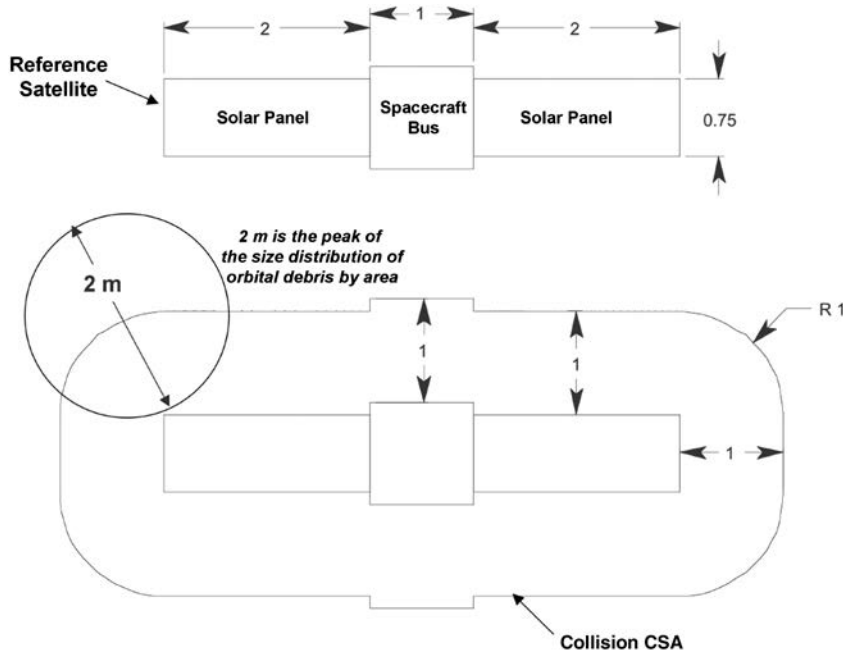 2
1
2
Reference
Satellite
Solar Panel
Spacecraft
Bus
Solar Panel
0.75
2 m is the peak of
the size distribution of
orbital debris by area
2 m
R 1
1
1
1
Collision CSA